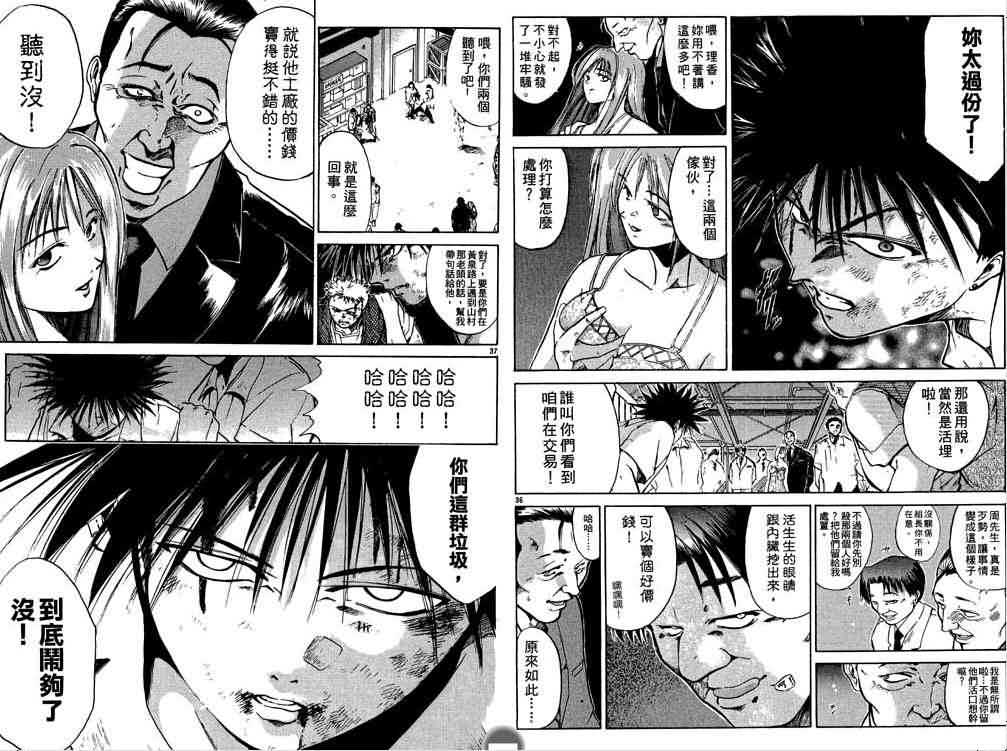 妳太過份了！
喂，理香，
妳用不著講
這麼多吧！
對不起，
不小心就發
了一堆牢騷。
對了…這兩個
傢伙，
你打算怎麼
處理？
那還用說，
當然是活埋
啦！
誰叫你們看到
咱們在交易！
周先生，真是
歹勢，讓事情
變成這個樣子
沒關係，
組長你不用
在意。
不過請你先別
殺那兩個人好嗎
？把他們留給我
處置。
我是無所謂
啦…不過你留
他們活口想幹
嘛？
活生生的眼睛
跟內臟挖出來，
可以賣個好價
錢！
嘿嘿嘿！
哈哈……
原來如此…
36
喂，你們兩個
聽到了吧！
就是這麼
回事。
對了，要是你們在
黃泉路上遇到山村
那老頭的話，幫我
帶句話給他，
37
就說他工廠的價錢
賣得挺不錯的……
聽到沒！
哈哈！
哈哈！
哈哈！
哈哈！
你們這群垃圾，
到底鬧夠了
沒！